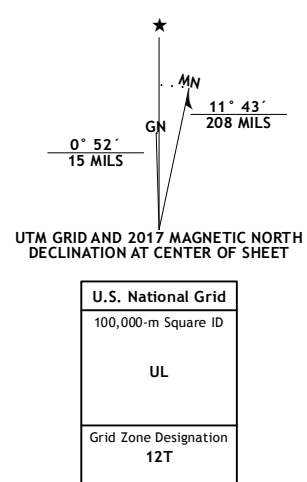 ★
MN
11° 43´
208 MILS
GN
0° 52´
15 MILS
UTM GRID AND 2017 MAGNETIC NORTH
DECLINATION AT CENTER OF SHEET
U.S. National Grid
100,000-m Square ID
UL
Grid Zone Designation
12T